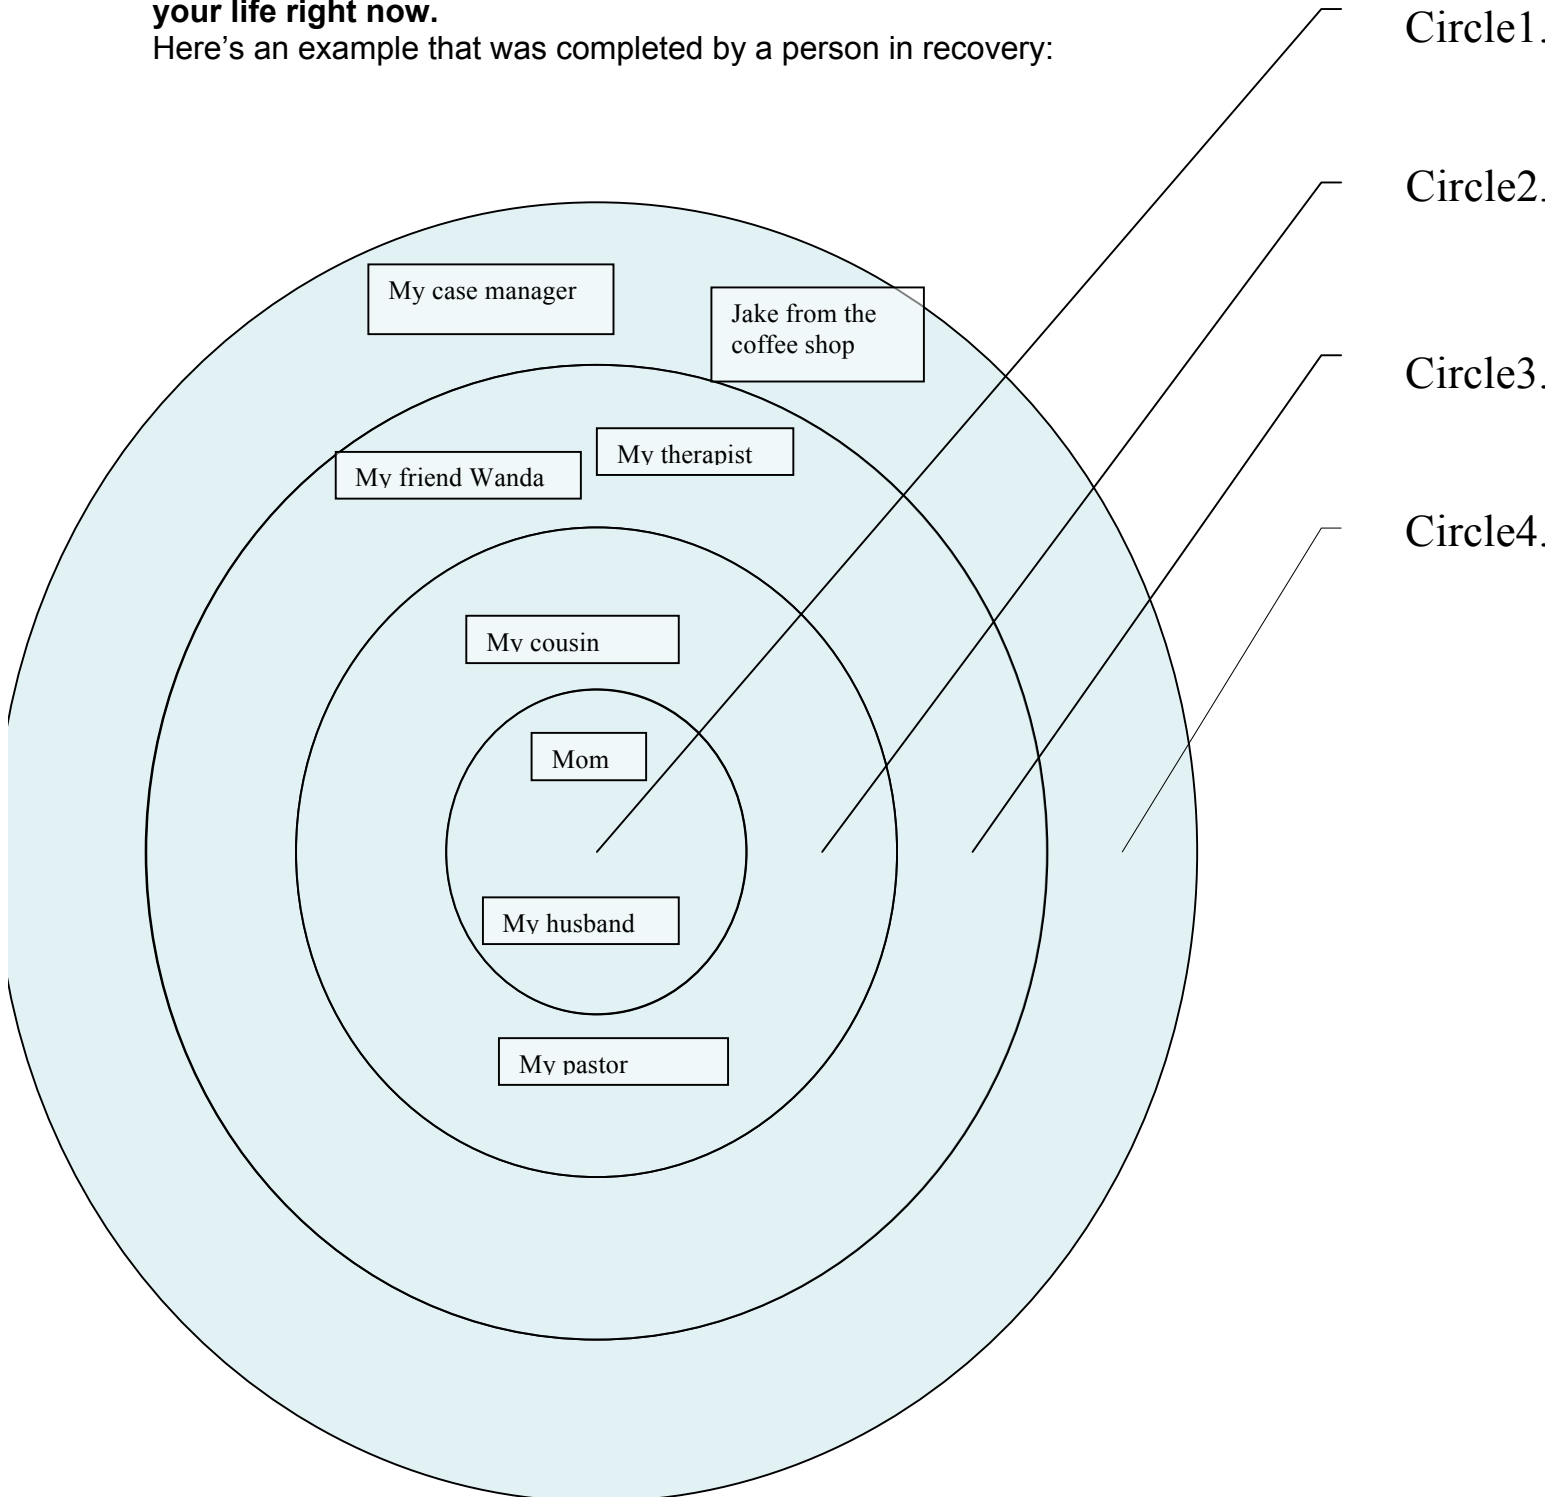 your life right now.
Here’s an example that was completed by a person in recovery:
Circle1.
Circle2.
My case manager
Jake from the
coffee shop
Circle3.
My therapist
My friend Wanda
Circle4.
My cousin
Mom
My husband
My pastor